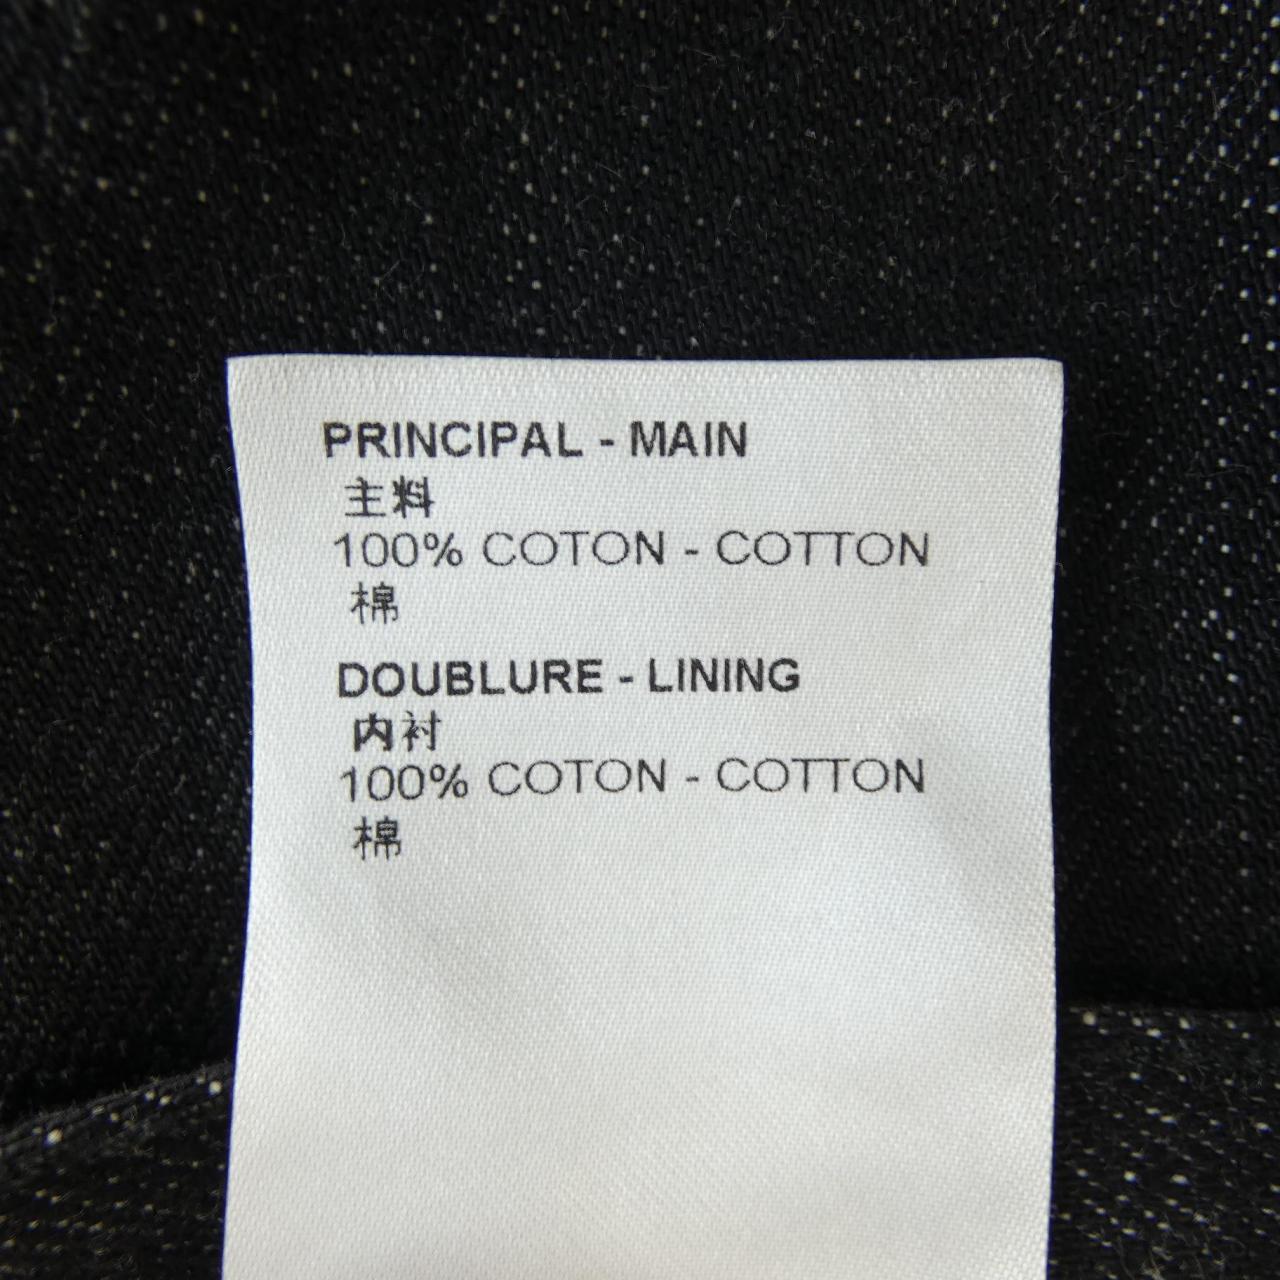 PRINCIPAL - MAIN
主料
100% COTON - COTTON
棉
DOUBLURE - LINING
内衬
100% COTON - COTTON
棉